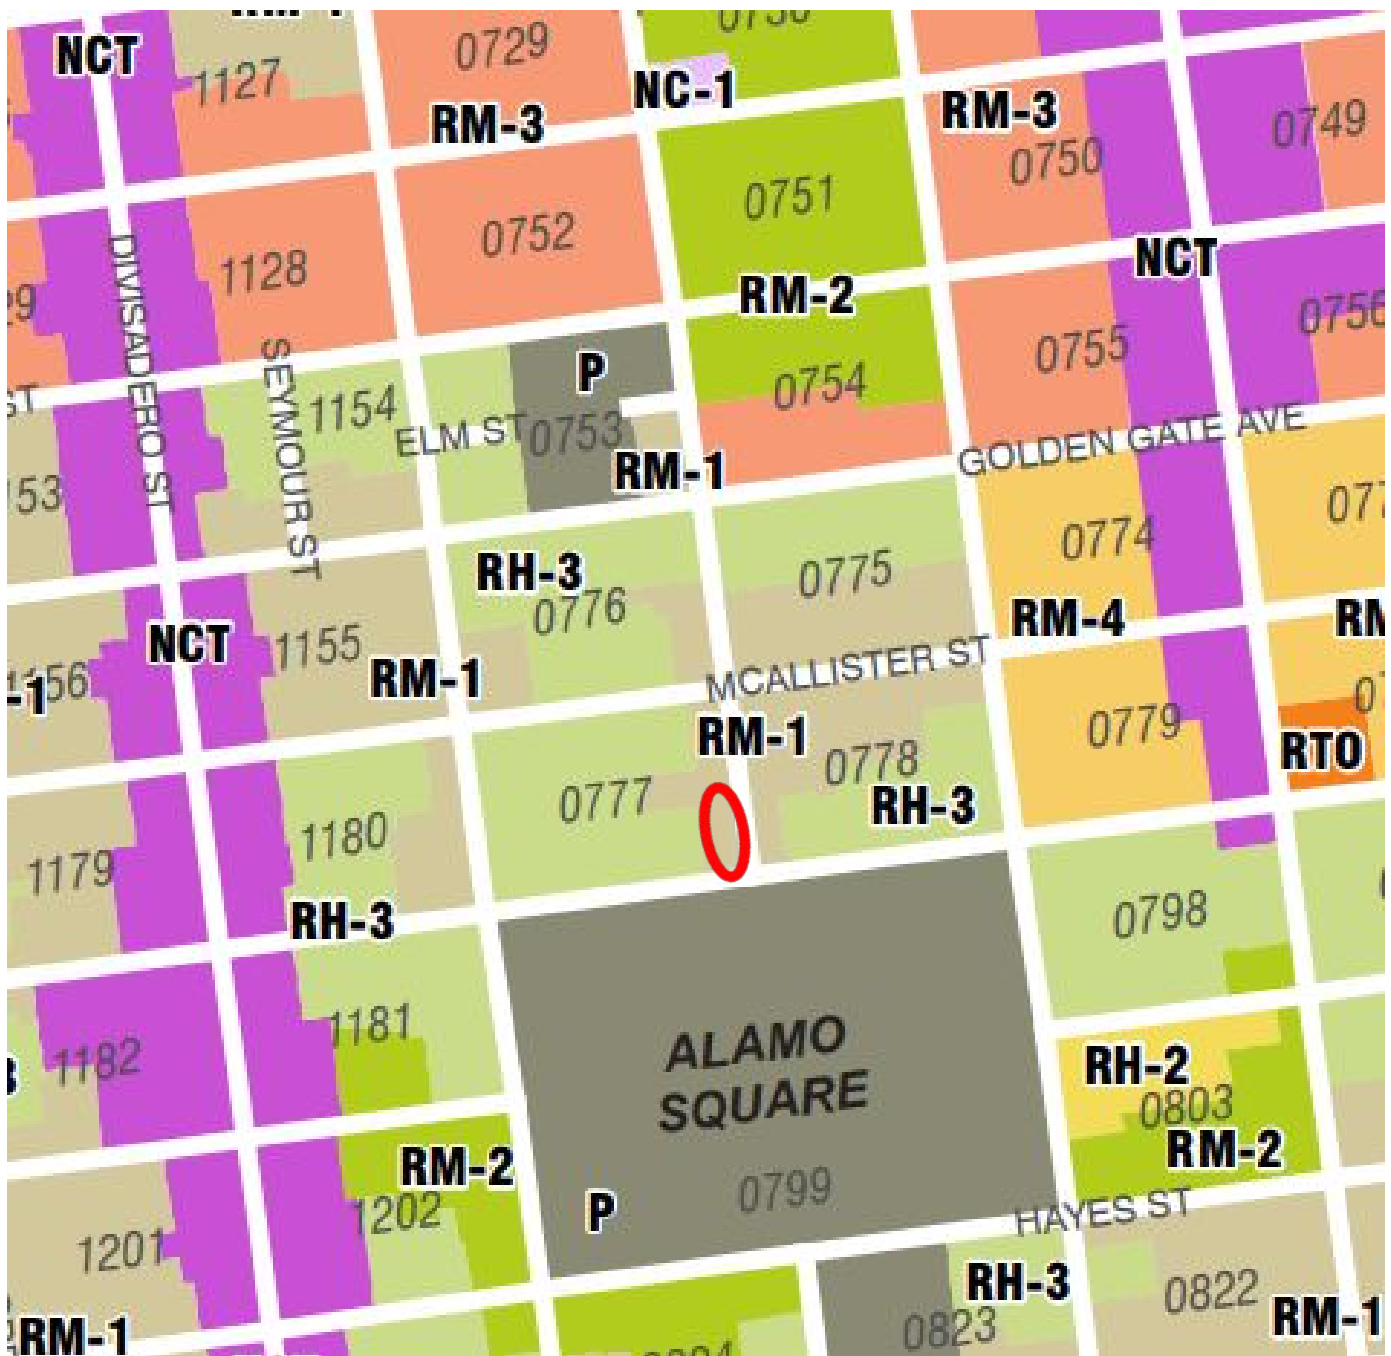 NCT
1127
0729
NC-1
RM-3
RM-3
0749
0750
0751
0752
1128
NCT
RM-2
0756
0755
DIVISADERO ST
SEYMOUR ST
P
0754
1154
ELM ST
0753
GOLDEN GATE AVE
RM-1
0774
RH-3
0775
0776
RM-4
NCT
1155
RM-1
MCALLISTER ST
RM-1
0779
RTO
0777
0778
RH-3
1180
1179
RH-3
0798
1181
1182
ALAMO
SQUARE
RH-2
0803
RM-2
RM-2
0799
HAYES ST
P
1202
1201
RH-3
0822
RM-1
0823
RM-1